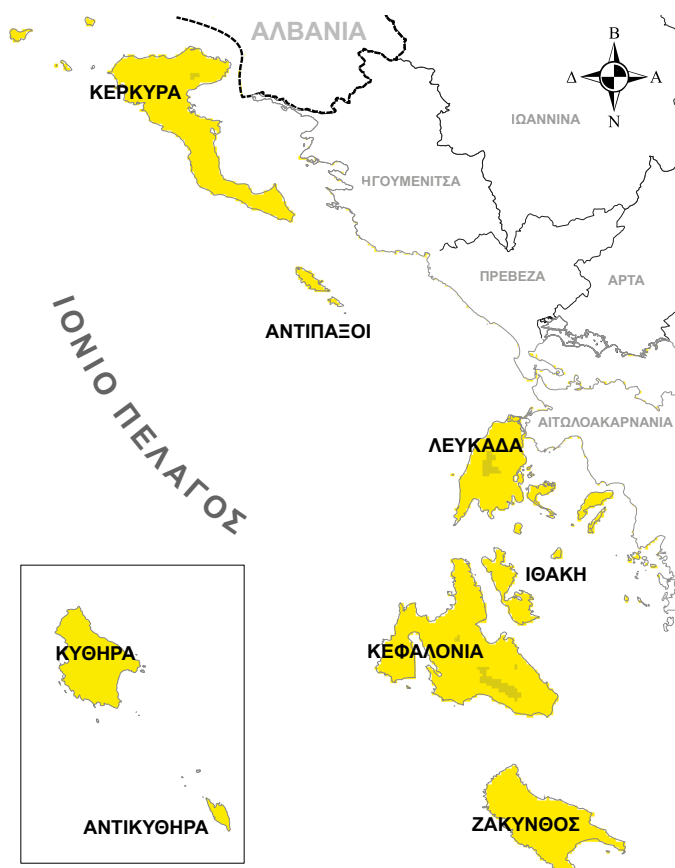 ΑΛΒΑΝΙΑ
Β
Δ
Α
Ν
ΚΕΡΚΥΡΑ
ΙΩΑΝΝΙΝΑ
ΗΓΟΥΜΕΝΙΤΣΑ
ΠΡΕΒΕΖΑ
ΑΡΤΑ
ΑΝΤΙΠΑΞΟΙ
ΙΟΝΙΟ ΠΕΛΑΓΟΣ
ΑΙΤΩΛΟΑΚΑΡΝΑΝΙΑ
ΛΕΥΚΑΔΑ
ΙΘΑΚΗ
ΚΕΦΑΛΟΝΙΑ
ΚΥΘΗΡΑ
ΑΝΤΙΚΥΘΗΡΑ
ΖΑΚΥΝΘΟΣ